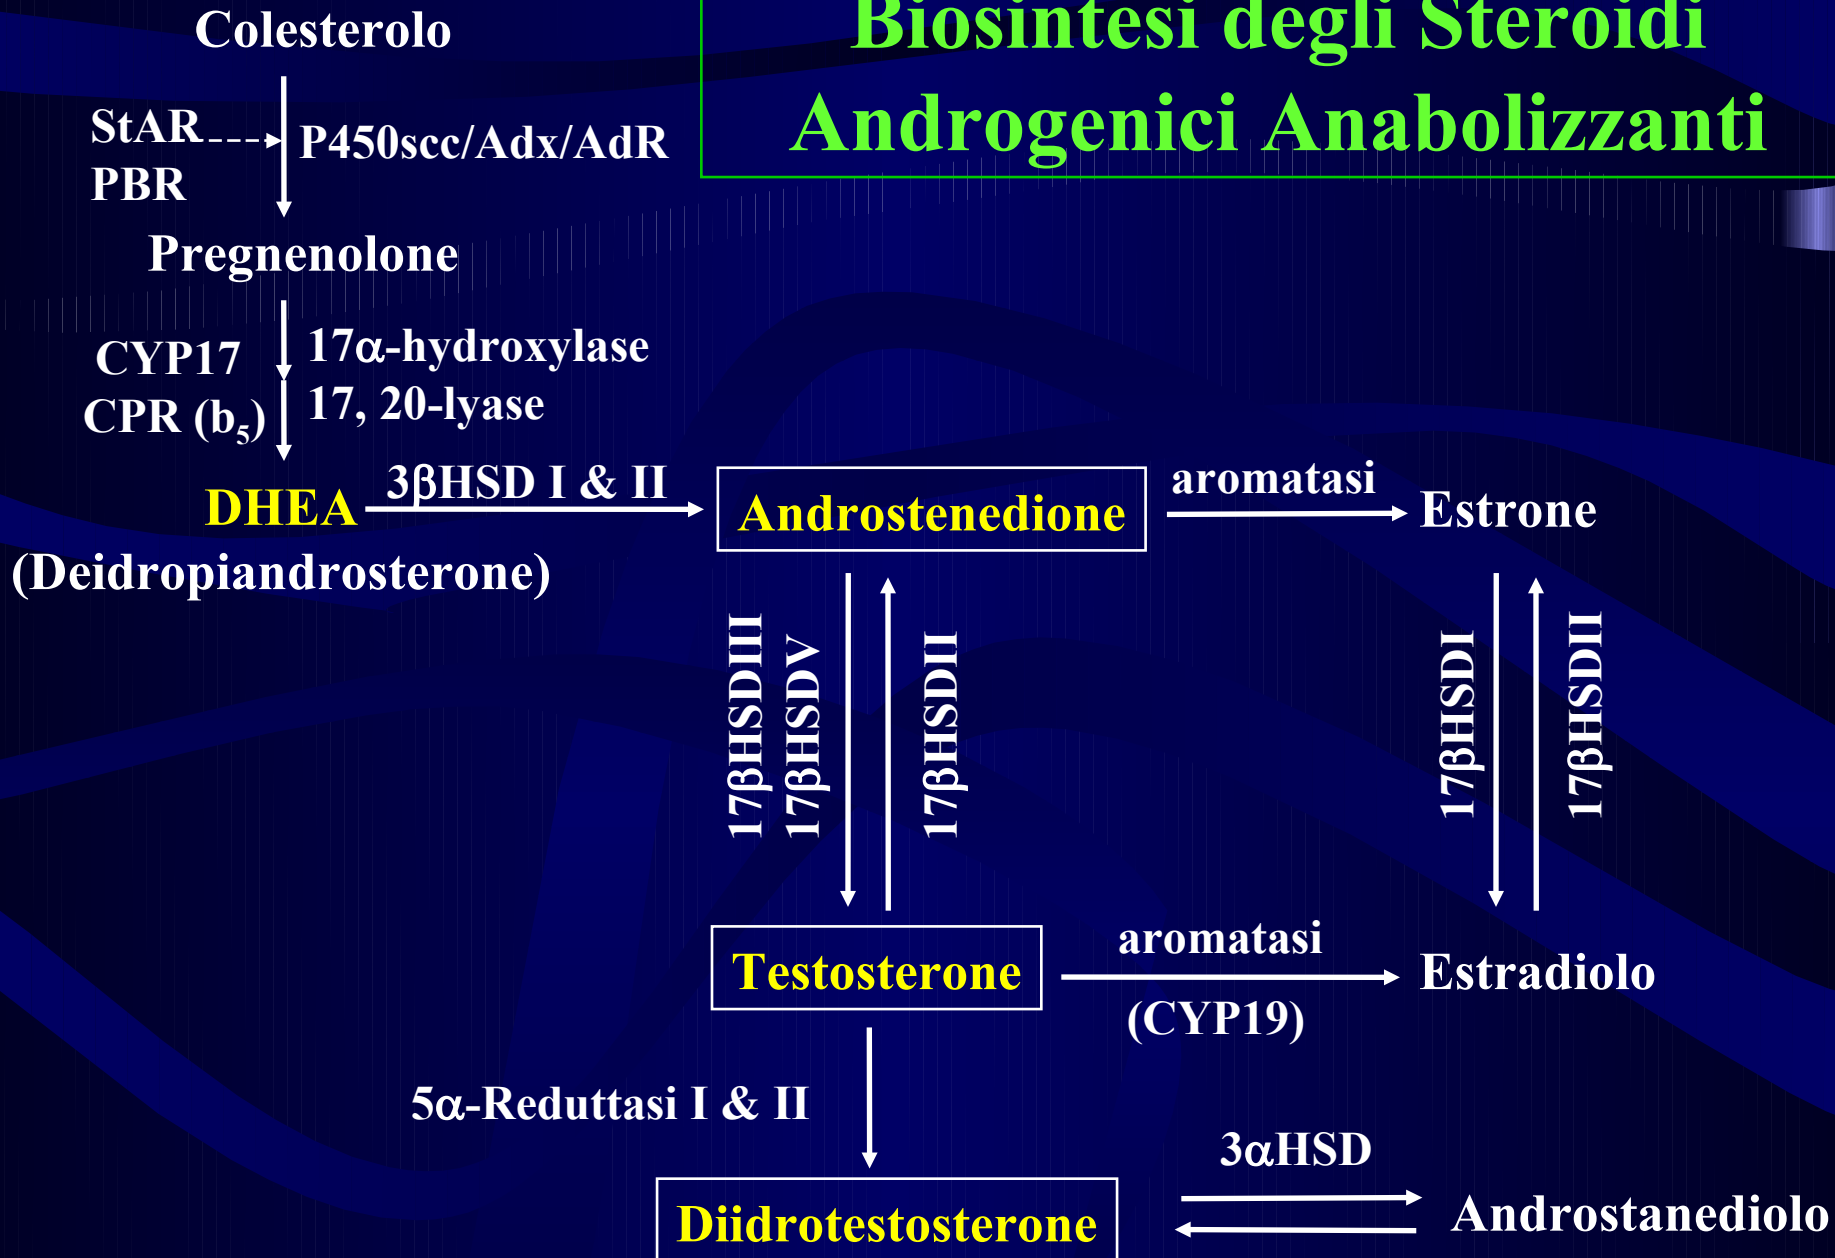 Biosintesi degli Steroidi
Androgenici Anabolizzanti
Colesterolo
StAR
PBR
P450scc/Adx/AdR
Pregnenolone
CYP17
CPR (b5)
17α-hydroxylase
17, 20-lyase
DHEA
(Deidropiandrosterone)
3βHSD I & II
Androstenedione
aromatasi
Estrone
17βHSDIII
17βHSDV
17βHSDII
17βHSDI
17βHSDII
Testosterone
aromatasi
(CYP19)
Estradiolo
5α-Reduttasi I & II
Diidrotestosterone
3αHSD
Androstanediolo